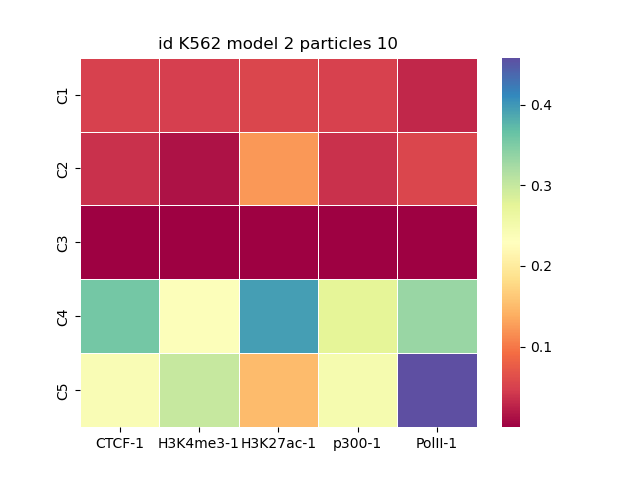 id K562 model 2 particles 10
C1
C2
C3
C4
C5
CTCF-1 H3K4me3-1 H3K27ac-1 p300-1 PolII-1
0.4
0.3
0.2
0.1